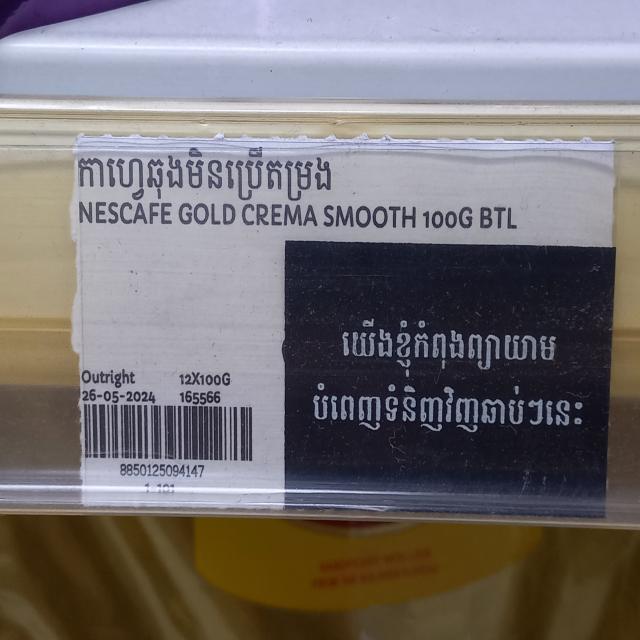 កាហ្វេឆុងមិនប្រើតម្រង
NESCAFE GOLD CREMA SMOOTH 100G BTL
យើងខ្ញុំកំពុងព្យាយាម
បំពេញទំនិញវិញឆាប់ៗនេះ
Outright 12X100G
26-05-2024 165566
8850125094147
1 101